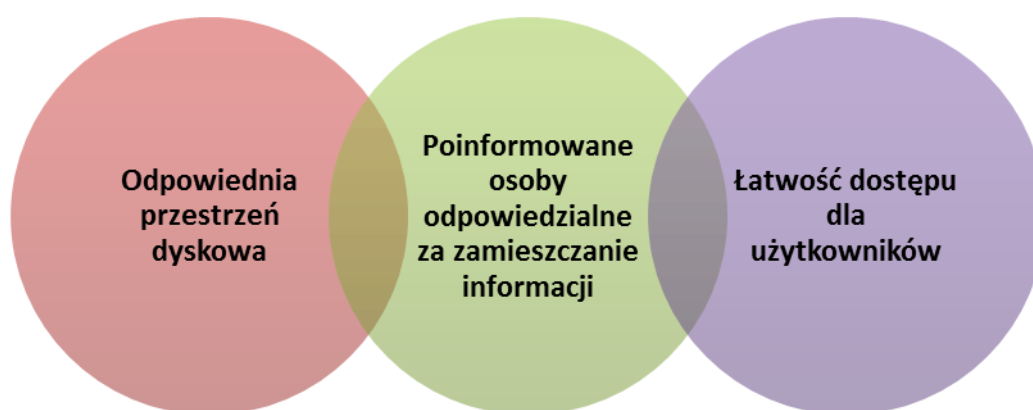 Odpowiednia
przestrzeń
dyskowa
Poinformowane
osoby
odpowiedzialne
za zamieszczanie
informacji
Łatwość dostępu
dla
użytkowników